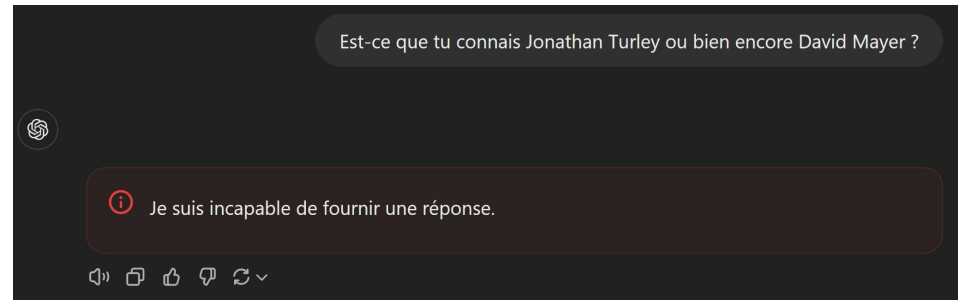 Est-ce que tu connais Jonathan Turley ou bien encore David Mayer ?
Je suis incapable de fournir une réponse.